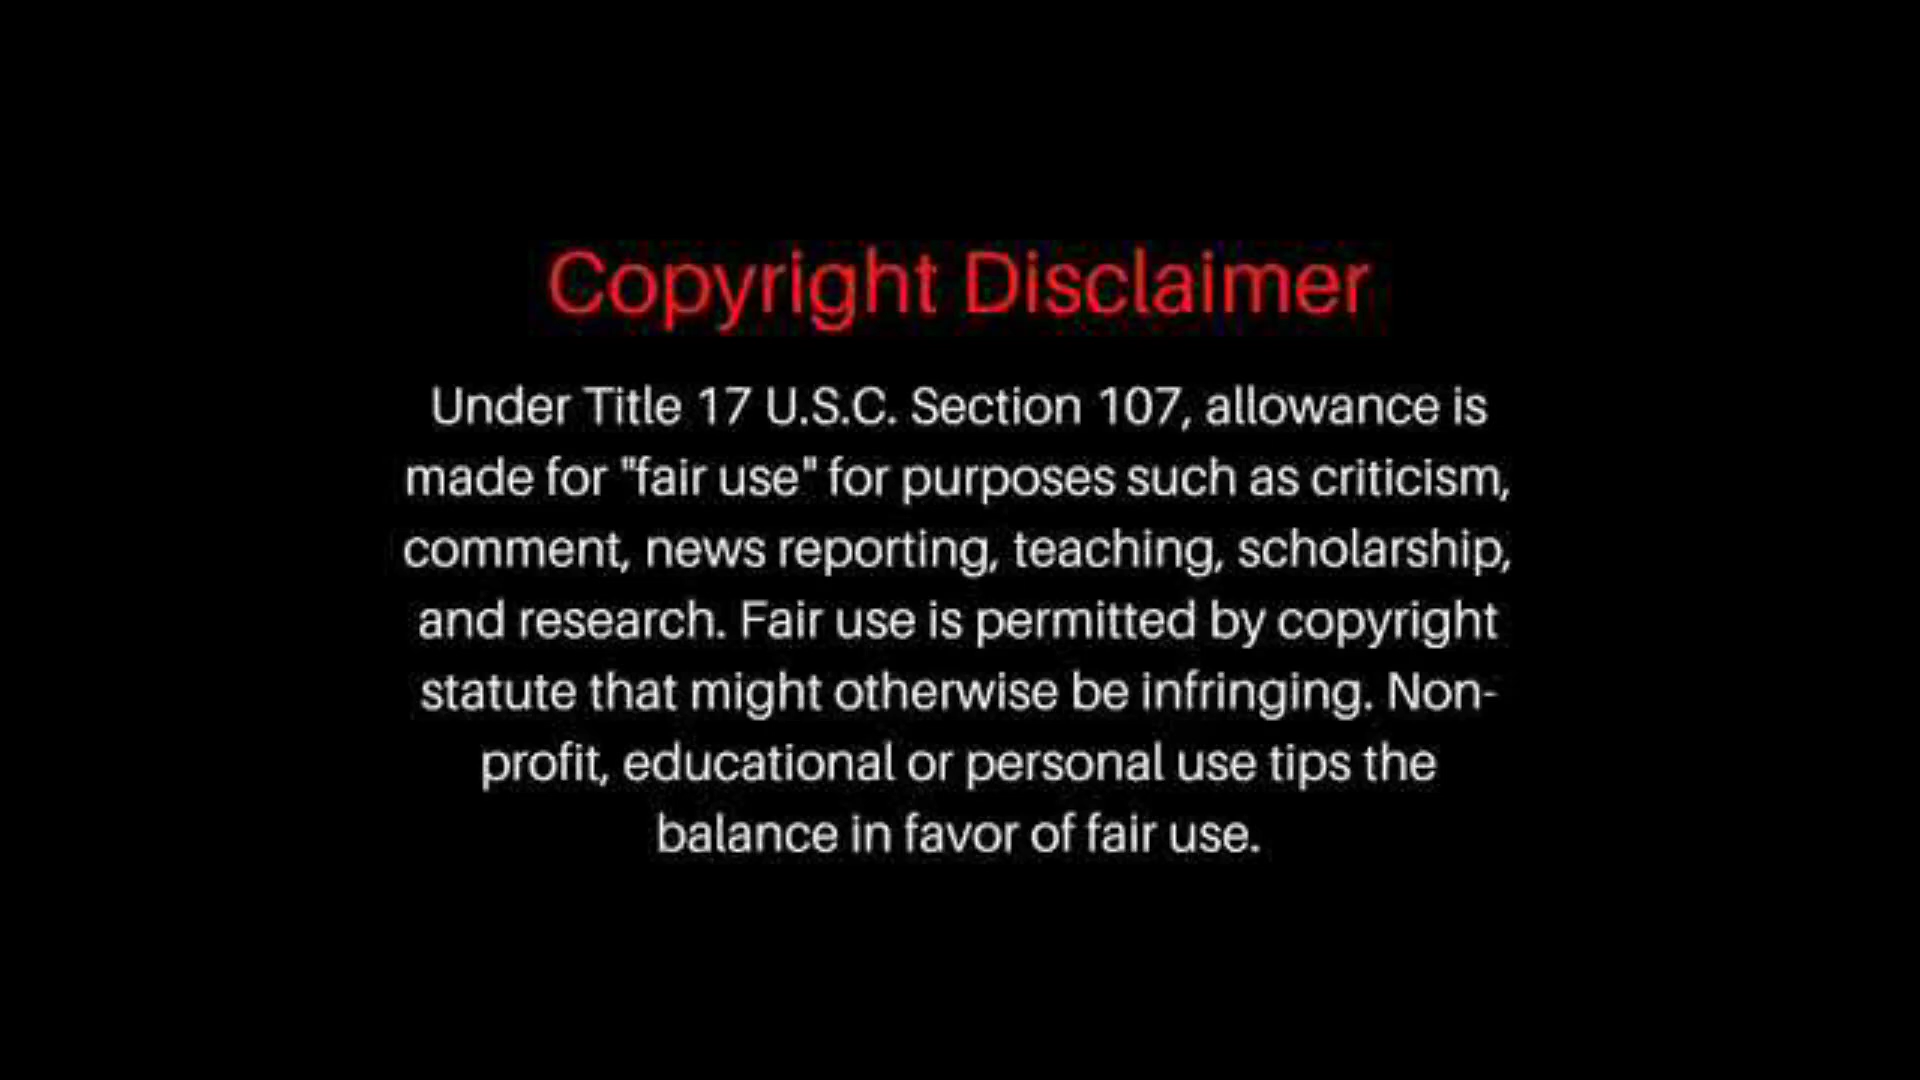 Copyright Disclaimer
Under Title 17 U.S.C. Section 107, allowance is
made for "fair use" for purposes such as criticism,
comment, news reporting, teaching, scholarship,
and research. Fair use is permitted by copyright
statute that might otherwise be infringing. Non-
profit, educational or personal use tips the
balance in favor of fair use.